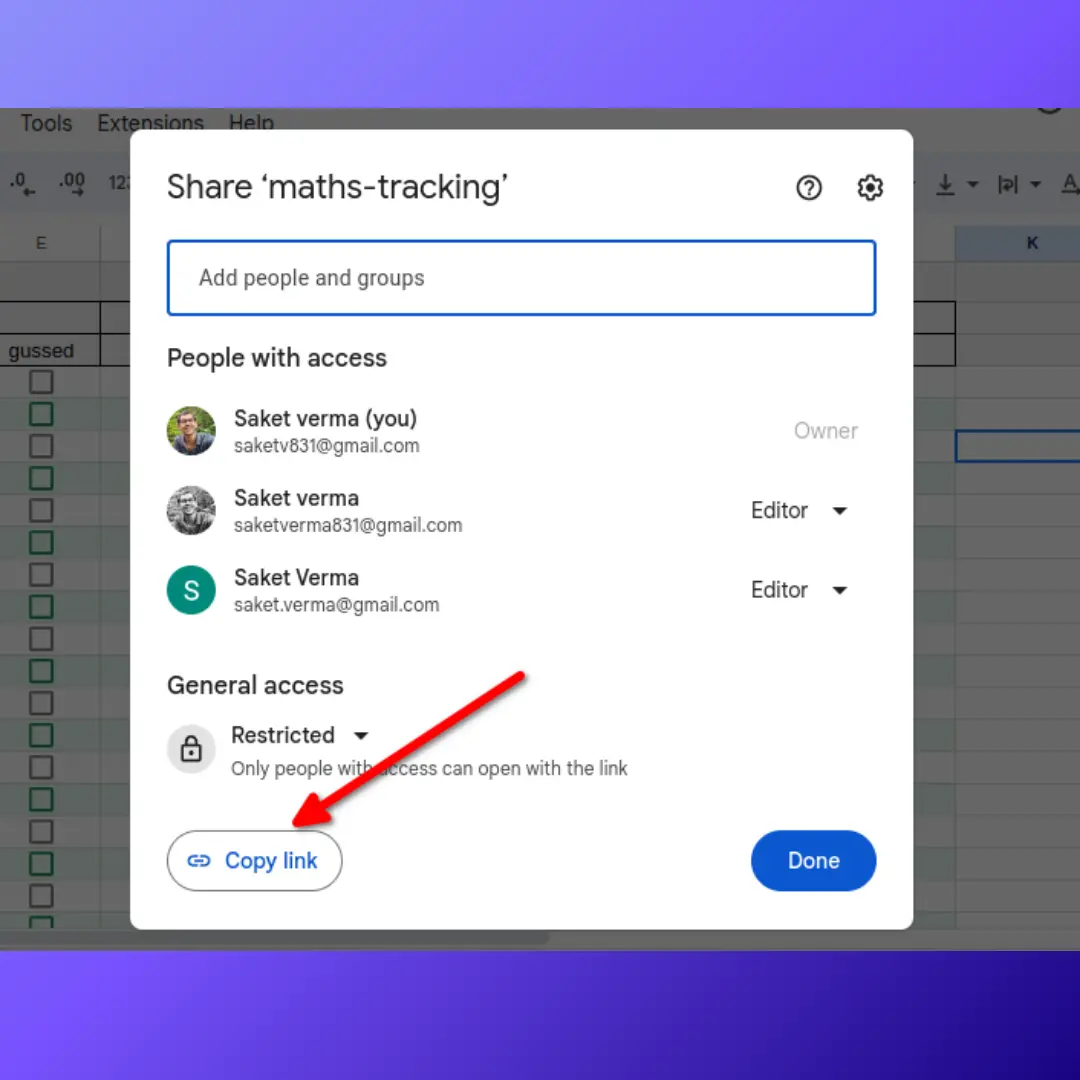 Tools Extensions Help
.0 .00 123
E K
gussed
Share ‘maths-tracking’
Add people and groups
People with access
Saket verma (you)
saketv831@gmail.com
Owner
Saket verma
saketverma831@gmail.com
Editor
S
Saket Verma
saket.verma@gmail.com
Editor
General access
Restricted
Only people with access can open with the link
Copy link
Done